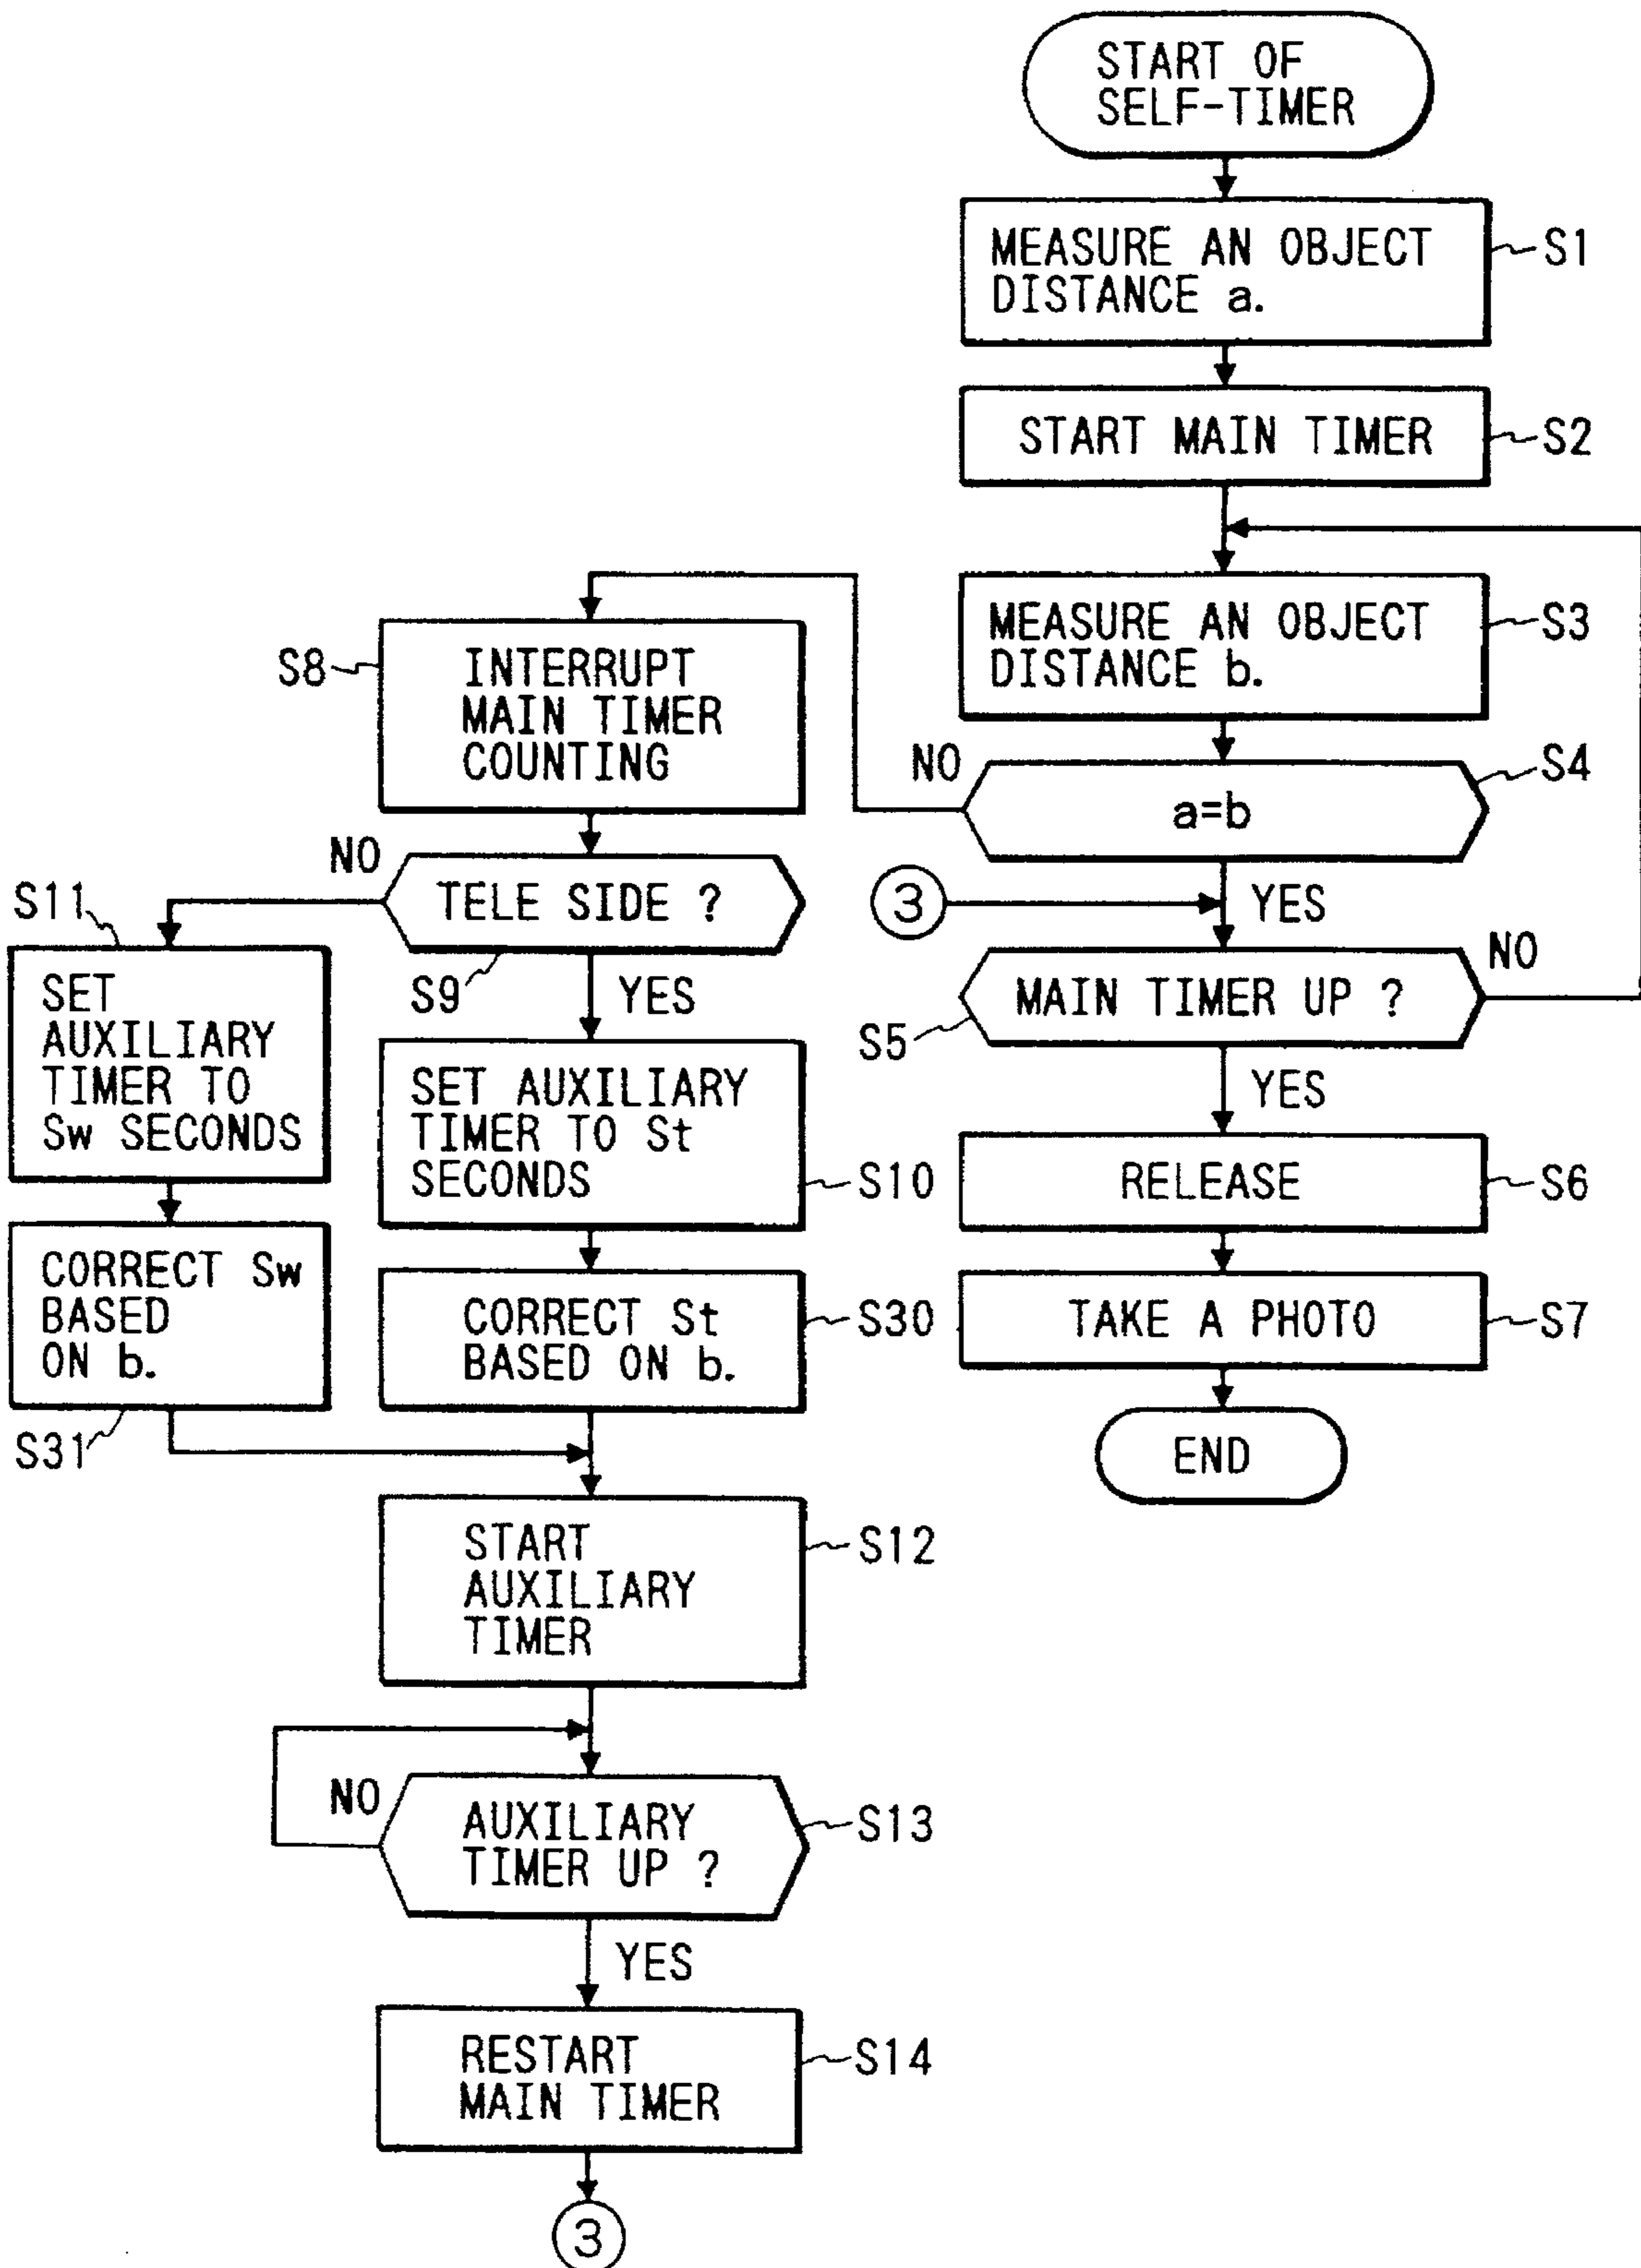 START OF
SELF-TIMER
MEASURE AN OBJECT
DISTANCE a.
S1
START MAIN TIMER
S2
MEASURE AN OBJECT
DISTANCE b.
S3
NO
a=b
S4
3
YES
MAIN TIMER UP ?
NO
S5
YES
RELEASE
S6
TAKE A PHOTO
S7
END
S8
INTERRUPT
MAIN TIMER
COUNTING
NO
TELE SIDE ?
S9
YES
S11
SET
AUXILIARY
TIMER TO
Sw SECONDS
SET AUXILIARY
TIMER TO St
SECONDS
S10
CORRECT Sw
BASED
ON b.
S31
CORRECT St
BASED ON b.
S30
START
AUXILIARY
TIMER
S12
NO
AUXILIARY
TIMER UP ?
S13
YES
RESTART
MAIN TIMER
S14
3